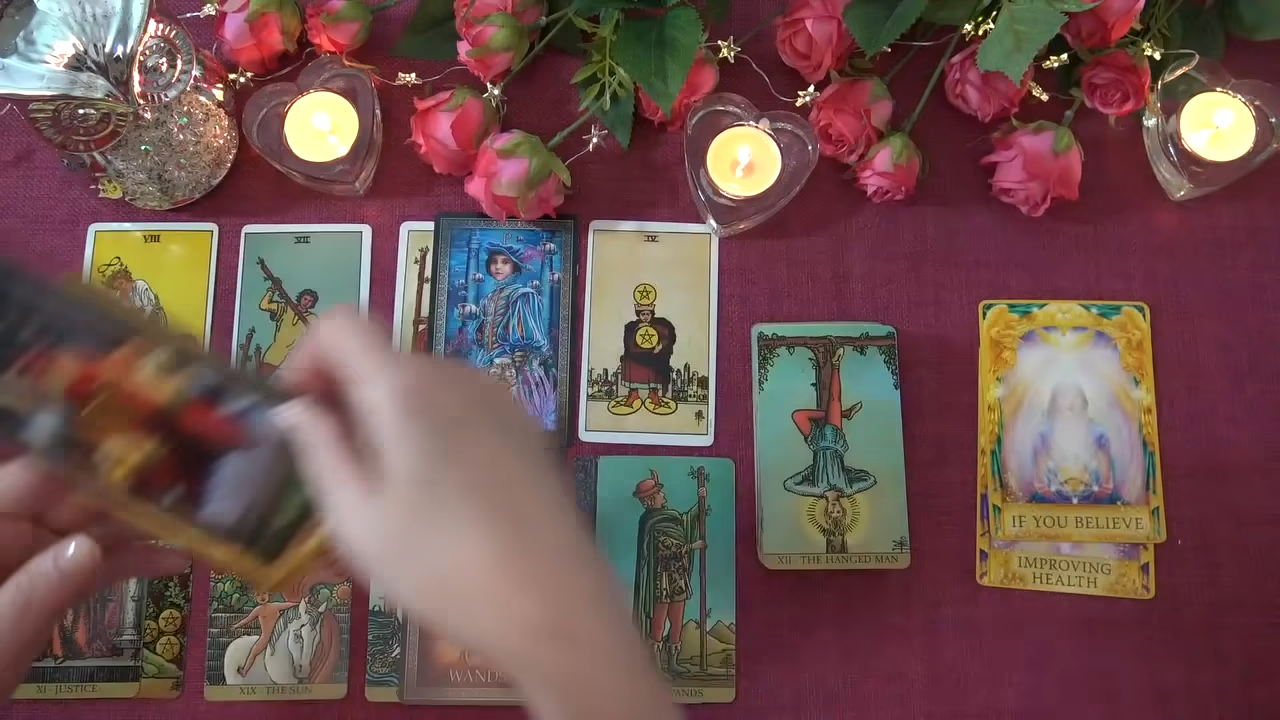 VIII
VII
IV
XII THE HANGED MAN
IF YOU BELIEVE
IMPROVING
HEALTH
XI - JUSTICE
XIX - THE SUN
WANDS
WANDS